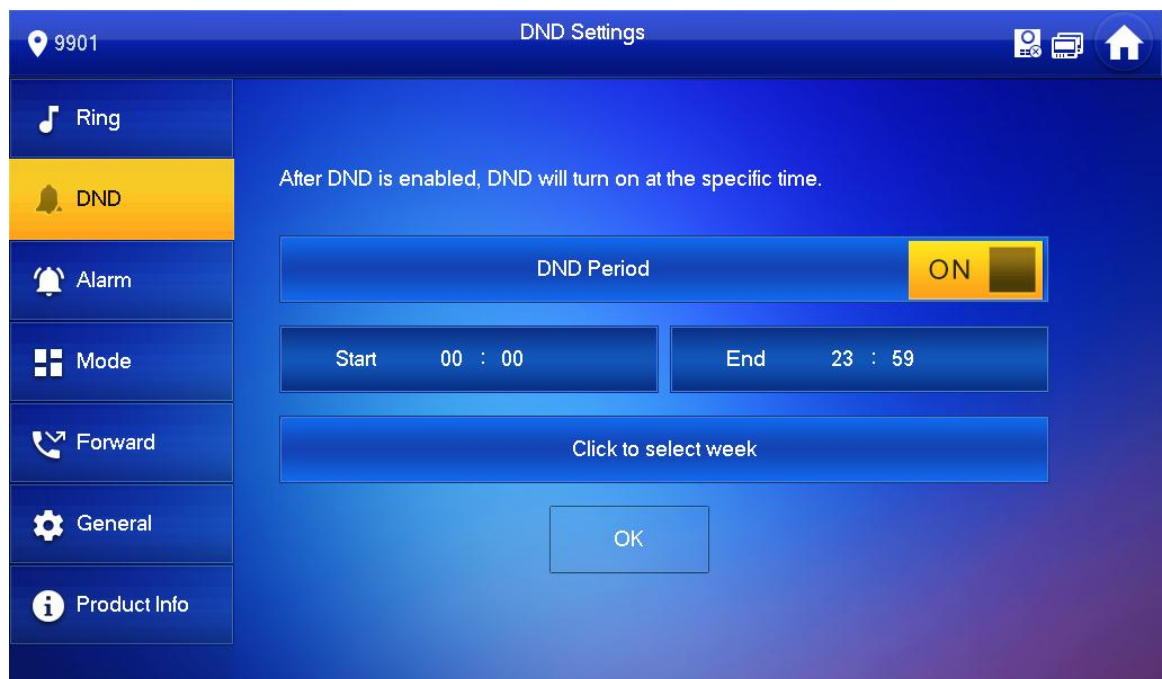 9901
DND Settings
Ring
DND
Alarm
Mode
Forward
General
Product Info
After DND is enabled, DND will turn on at the specific time.
DND Period
ON
Start 00 : 00
End 23 : 59
Click to select week
OK